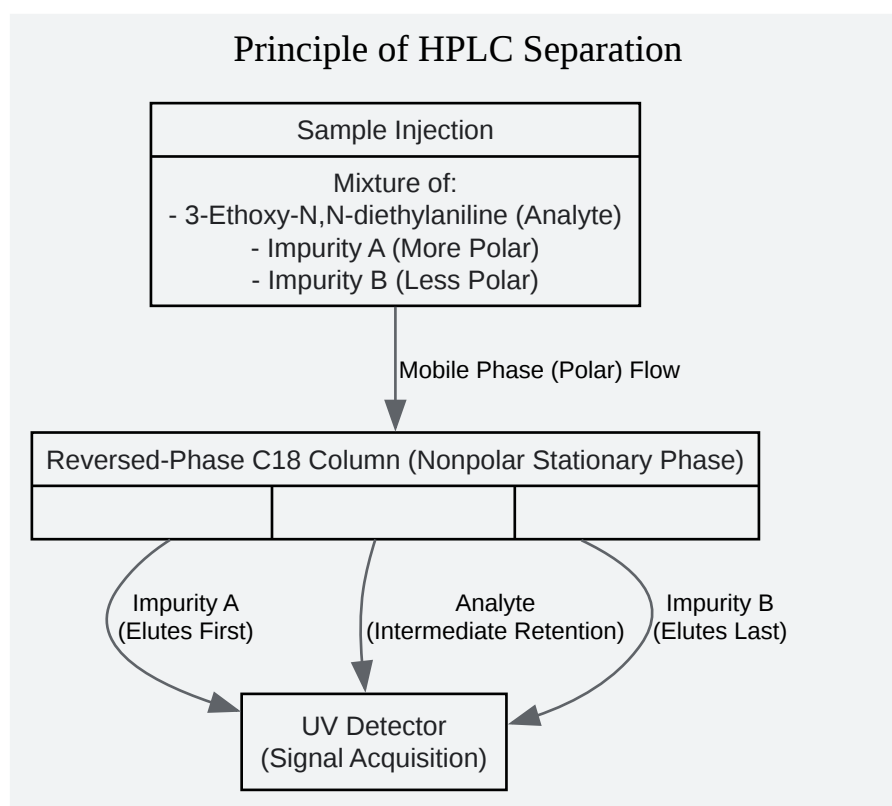 Principle of HPLC Separation
Sample Injection
Mixture of:
- 3-Ethoxy-N,N-diethylaniline (Analyte)
- Impurity A (More Polar)
- Impurity B (Less Polar)
Mobile Phase (Polar) Flow
Reversed-Phase C18 Column (Nonpolar Stationary Phase)
Impurity A
(Elutes First)
Analyte
(Intermediate Retention)
Impurity B
(Elutes Last)
UV Detector
(Signal Acquisition)